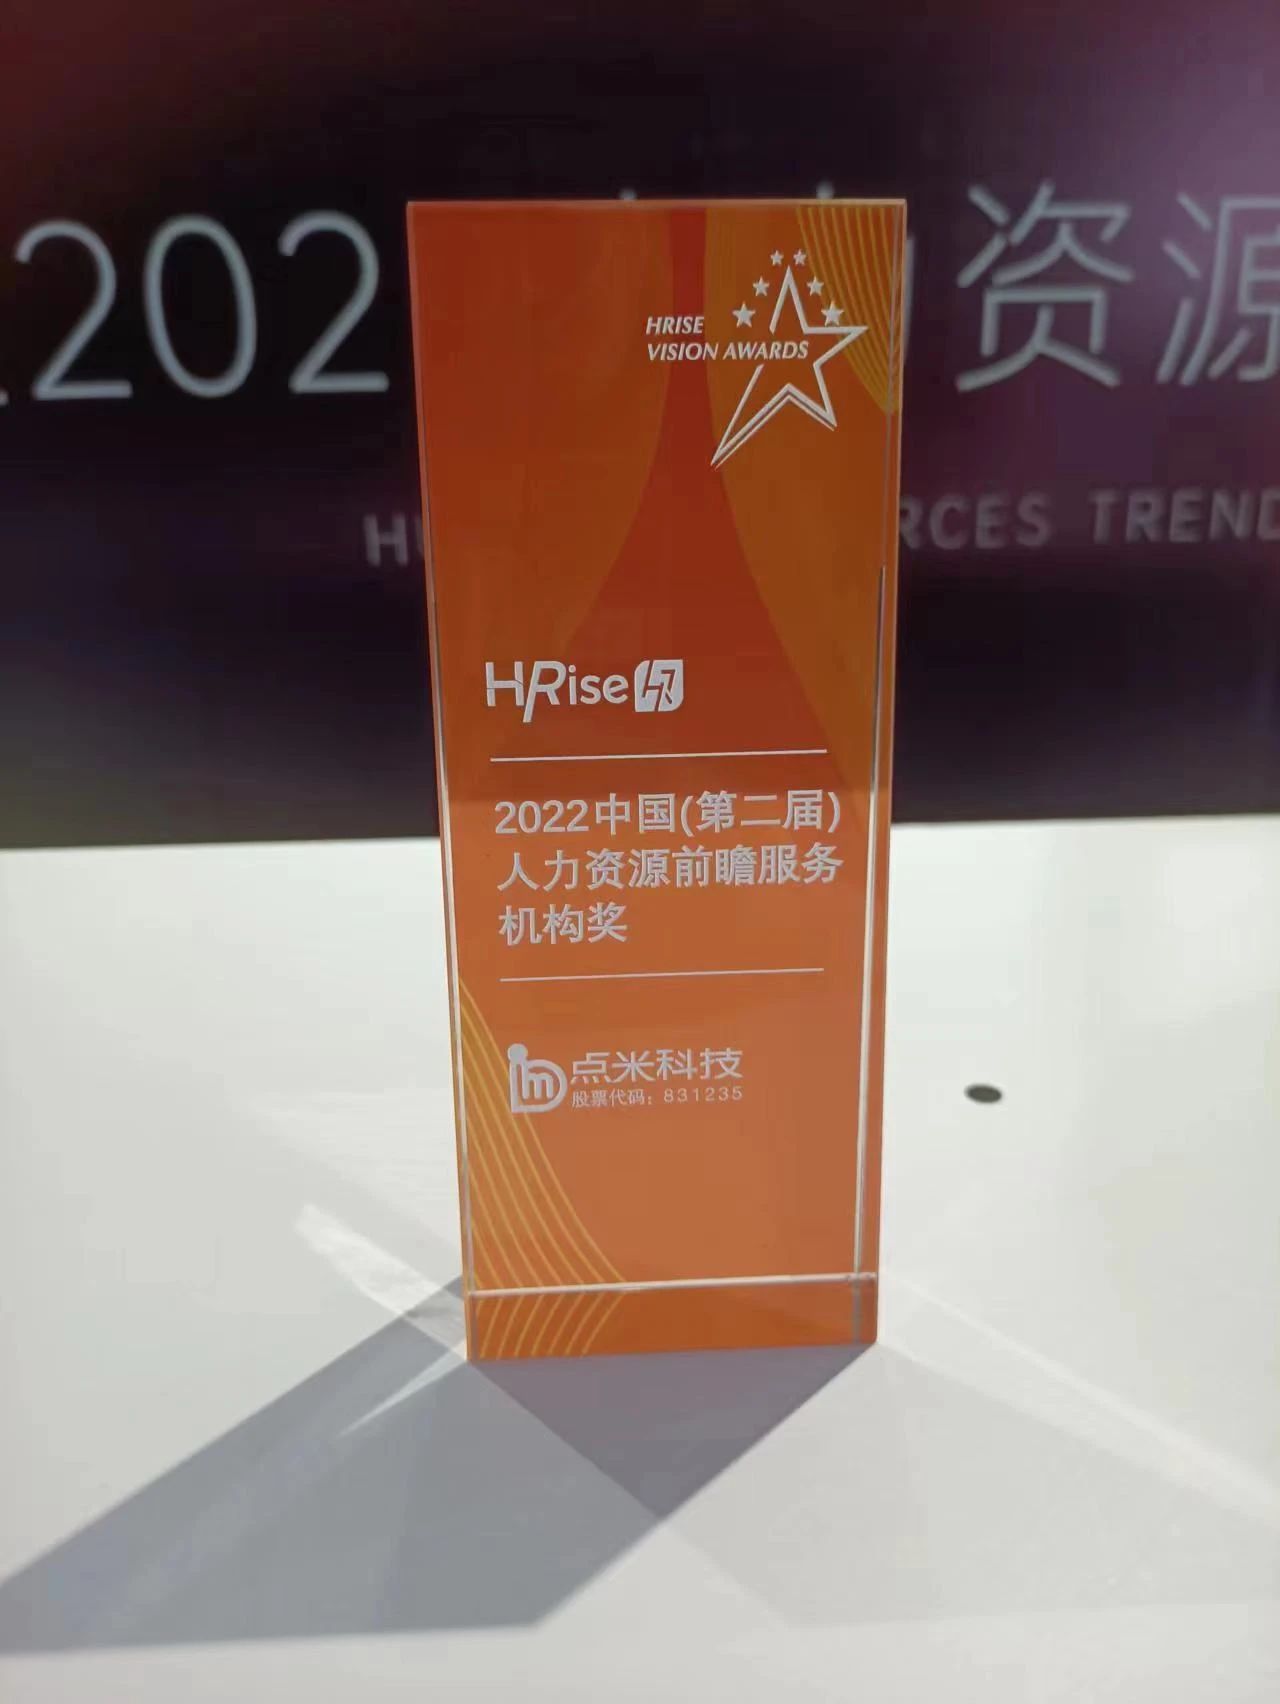 202
资源
RCES TREND
HRISE
VISION AWARDS
HRise
2022中国(第二届)
人力资源前瞻服务
机构奖
点米科技
股票代码：831235